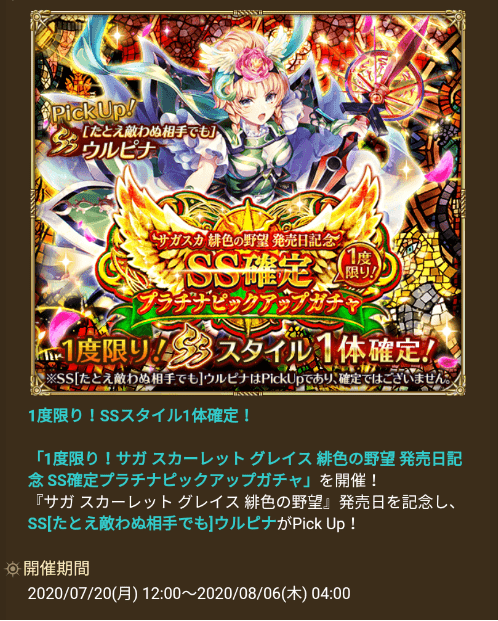 PickUp!
SS [たとえ敵わぬ相手でも]
ウルピナ
サガスカ 緋色の野望 発売日記念
SS確定
1度
限り!
プラチナピックアップガチャ
1度限り! SSスタイル1体確定!
※SS[たとえ敵わぬ相手でも]ウルピナはPickUpであり、確定ではございません。
1度限り！SSスタイル1体確定！
「1度限り！サガ スカーレット グレイス 緋色の野望 発売日記
念 SS確定プラチナピックアップガチャ」を開催！
『サガ スカーレット グレイス 緋色の野望』発売日を記念し、
SS[たとえ敵わぬ相手でも]ウルピナがPick Up！
開催期間
2020/07/20(月) 12:00～2020/08/06(木) 04:00